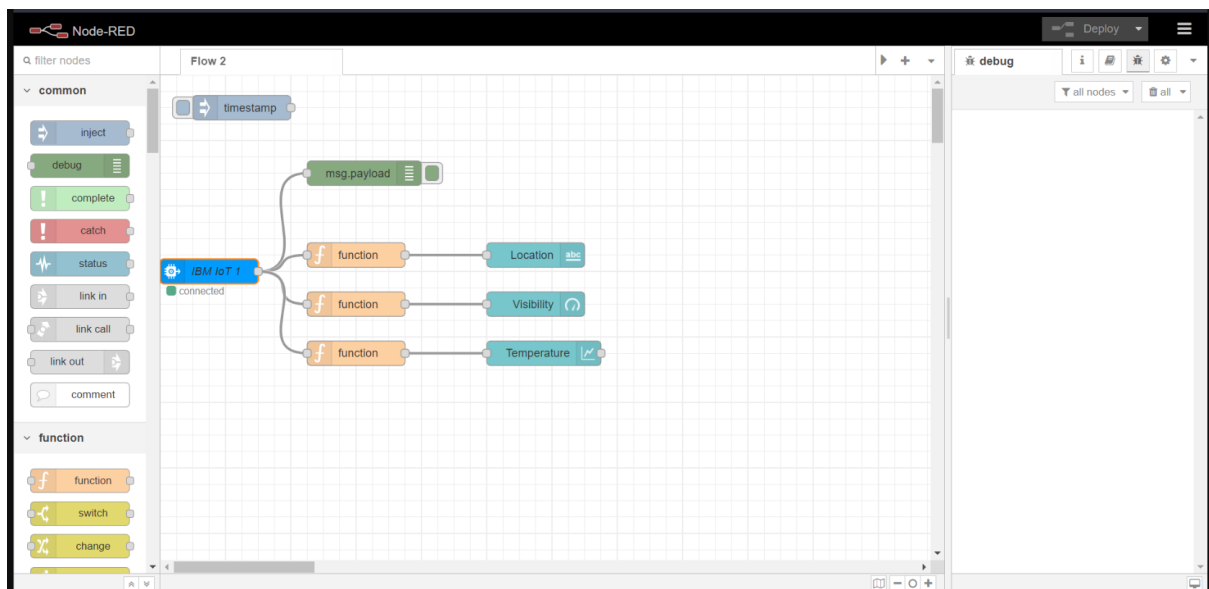 Node-RED
Deploy
filter nodes
Flow 2
debug
i
all nodes
all
common
inject
debug
complete
catch
status
link in
link call
link out
comment
function
function
switch
change
timestamp
msg.payload
IBM IoT 1
connected
function
Location
abc
function
Visibility
function
Temperature